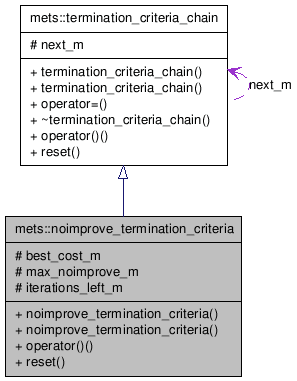 mets::termination_criteria_chain
# next_m
+ termination_criteria_chain()
+ termination_criteria_chain()
+ operator=()
+ ~termination_criteria_chain()
+ operator()()
+ reset()
next_m
mets::noimprove_termination_criteria
# best_cost_m
# max_noimprove_m
# iterations_left_m
+ noimprove_termination_criteria()
+ noimprove_termination_criteria()
+ operator()()
+ reset()